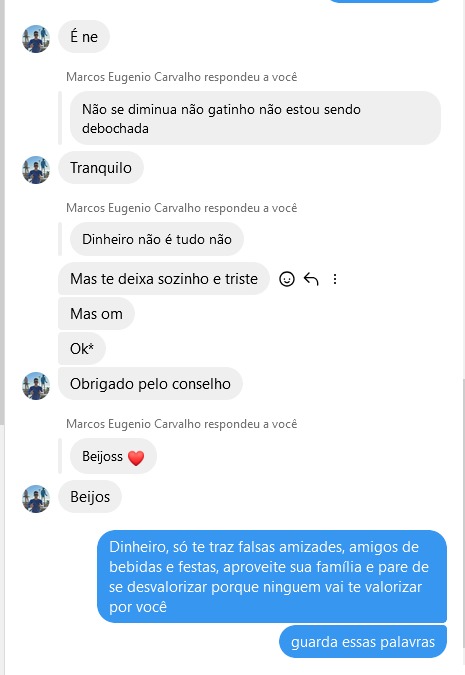 É ne
Marcos Eugenio Carvalho respondeu a você
Não se diminua não gatinho não estou sendo
debochada
Tranquilo
Marcos Eugenio Carvalho respondeu a você
Dinheiro não é tudo não
Mas te deixa sozinho e triste
Mas om
Ok*
Obrigado pelo conselho
Marcos Eugenio Carvalho respondeu a você
Beijoss ❤️
Beijos
Dinheiro, só te traz falsas amizades, amigos de
bebidas e festas, aproveite sua família e pare de
se desvalorizar porque ninguem vai te valorizar
por você
guarda essas palavras